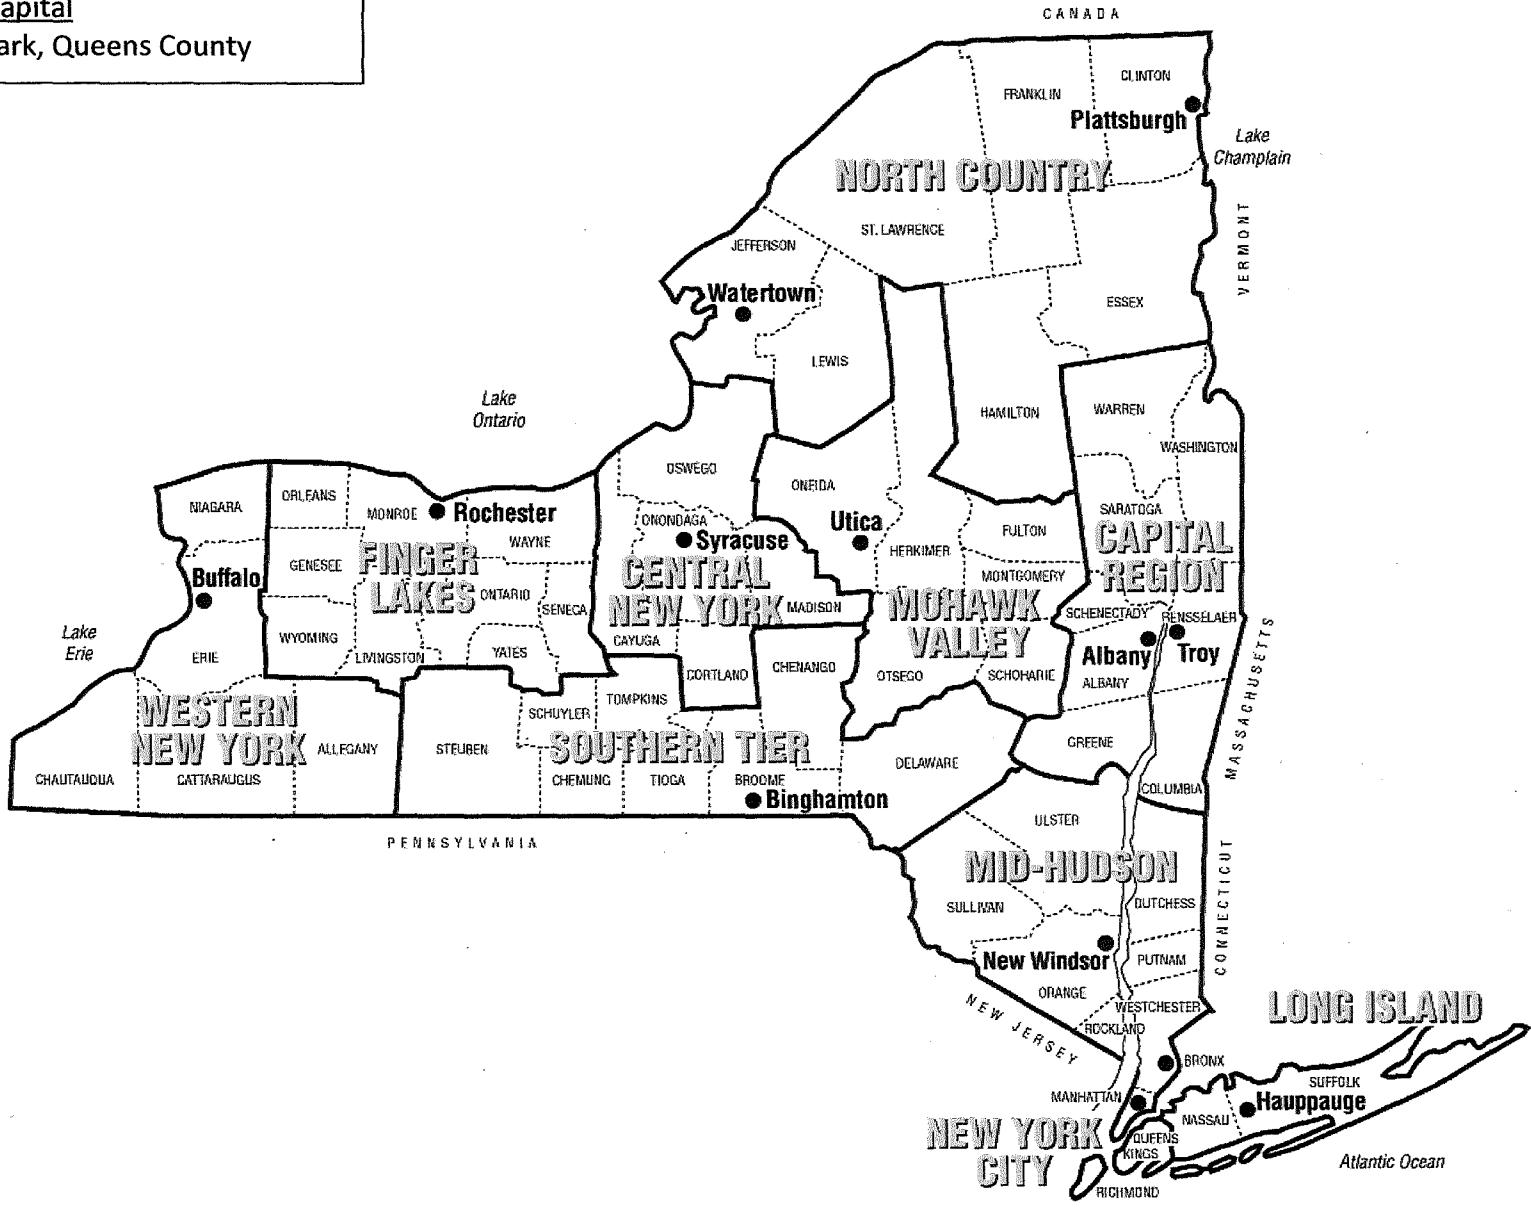 apital
ark, Queens County
CANADA
CLINTON
FRANKLIN
Plattsburgh
Lake
Champlain
NORTH COUNTRY
VERMONT
ST. LAWRENCE
JEFFERSON
Watertown
ESSEX
LEWIS
Lake
Ontario
HAMILTON
WARREN
WASHINGTON
OSWEGO
ONEIDA
NIAGARA
ORLEANS
MONROE
Rochester
SARATOGA
ONONDAGA
Utica
FULTON
CAPITAL
REGION
Syracuse
WAYNE
HERKIMER
GENESEE
FINGER
LAKES
CENTRAL
NEW YORK
MONTGOMERY
Buffalo
ONTARIO
SENECA
MADISON
MOHAWK
VALLEY
SCHENECTADY
RENSSELAER
Lake
Erie
WYOMING
CAYUGA
ERIE
LIVINGSTON
YATES
CHENANGO
Albany
Troy
CORTLAND
OTSEGO
SCHOHARIE
ALBANY
MASSACHUSETTS
WESTERN
NEW YORK
TOMPKINS
SCHUYLER
ALLEGANY
STEUBEN
SOUTHERN TIER
GREENE
DELAWARE
CHAUTAUQUA
CATTARAUGUS
CHEMUNG
TIOGA
BROOME
COLUMBIA
Binghamton
ULSTER
PENNSYLVANIA
MID-HUDSON
CONNECTICUT
SULLIVAN
DUTCHESS
New Windsor
PUTNAM
ORANGE
NEW JERSEY
WESTCHESTER
ROCKLAND
LONG ISLAND
BRONX
SUFFOLK
MANHATTAN
Hauppauge
NASSAU
NEW YORK
CITY
QUEENS
KINGS
Atlantic Ocean
RICHMOND